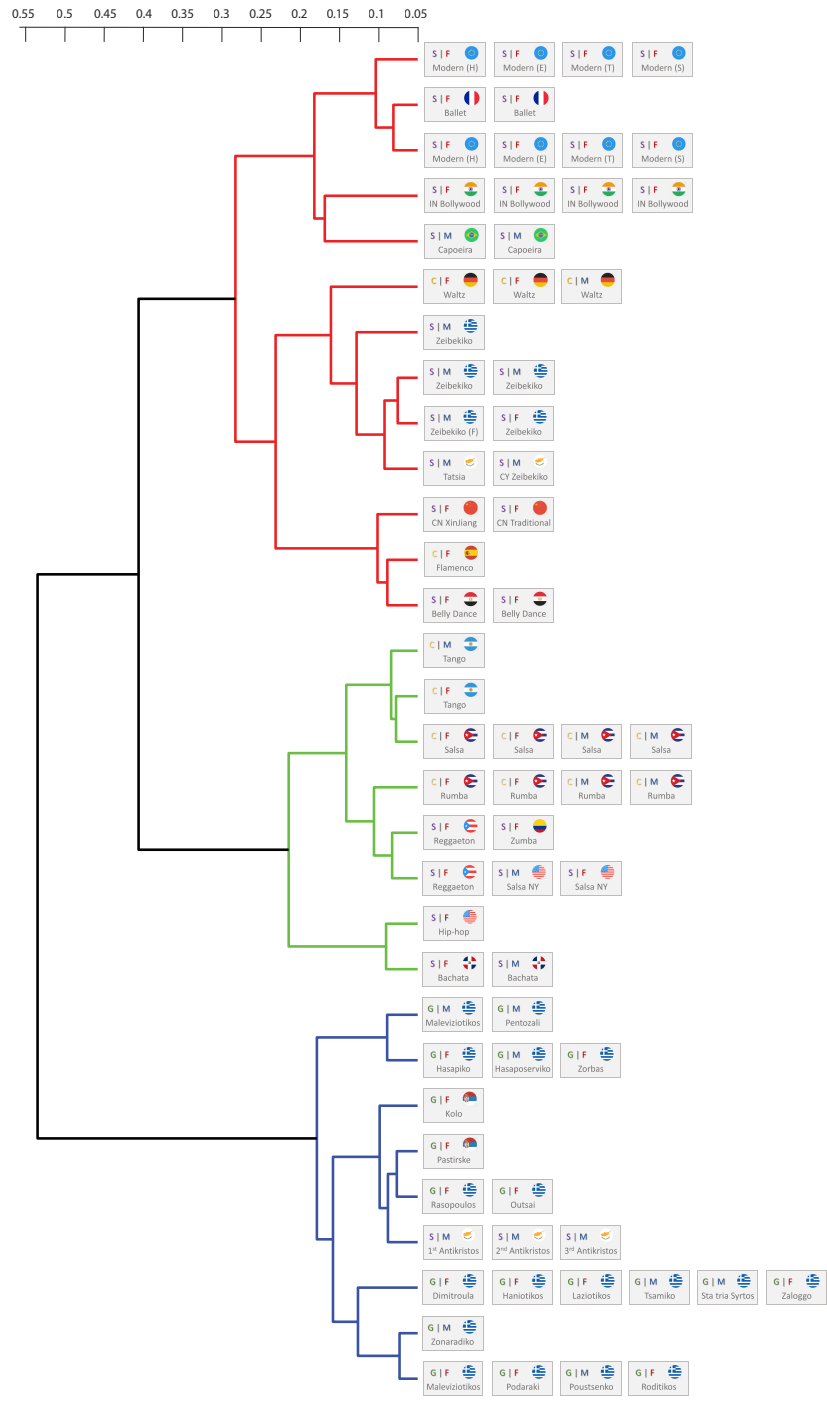 0.55 0.5 0.45 0.4 0.35 0.25 0.2 0.15 0.1 0.05
S | F S | F S | F S | F
Modern (H) Modern (E) Modern (T) Modern (S)
S | F S | F
Ballet Ballet
S | F S | F S | F S | F
Modern (H) Modern (E) Modern (T) Modern (S)
S | F S | F S | F S | F
IN Bollywood IN Bollywood IN Bollywood IN Bollywood
S | M S | M
Capoeira Capoeira
C | F C | F C | M
Waltz Waltz Waltz
S | M
Zeibekiko
S | M S | M
Zeibekiko Zeibekiko
S | M S | F
Zeibekiko (F) Zeibekiko
S | M S | M
Tatsia CY Zeibekiko
S | F S | F
CN XinJiang CN Traditional
C | F
Flamenco
S | F S | F
Belly Dance Belly Dance
C | M
Tango
C | F
Tango
C | F C | F C | M C | M
Salsa Salsa Salsa Salsa
C | F C | F C | M C | M
Rumba Rumba Rumba Rumba
S | F S | F
Reggaeton Zumba
S | F S | M S | F
Reggaeton Salsa NY Salsa NY
S | F
Hip-hop
S | F S | M
Bachata Bachata
G | M G | M
Maleviziotikos Pentozali
G | F G | M G | F
Hasapiko Hasaposerviko Zorbas
G | F
Kolo
G | F
Pastirske
G | F G | F
Rasopoulos Outsai
S | M S | M S | M
1st Antikristos 2nd Antikristos 3rd Antikristos
G | F G | F G | F G | M G | M G | F
Dimitroula Haniotikos Laziotikos Tsamiko Sta tria Syrtos Zaloggo
G | M
Zonaradiko
G | F G | F G | M G | F
Maleviziotikos Podaraki Poustsenko Roditikos